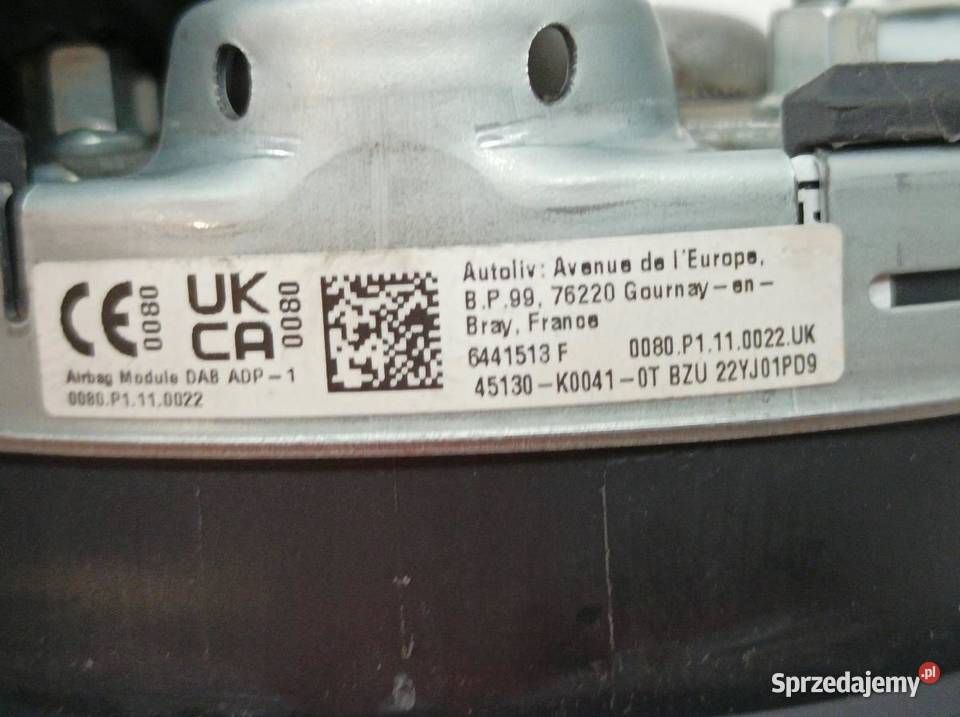 CE 0080
UK
CA 0080
Airbag Module DAB ADP-1
0080.P1.11.0022
Autoliv: Avenue de l'Europe,
B.P.99, 76220 Gournay-en-
Bray, France
6441513 F 0080.P1.11.0022.UK
45130-K0041-0T BZU 22YJ01PD9
Sprzedajemy.pl